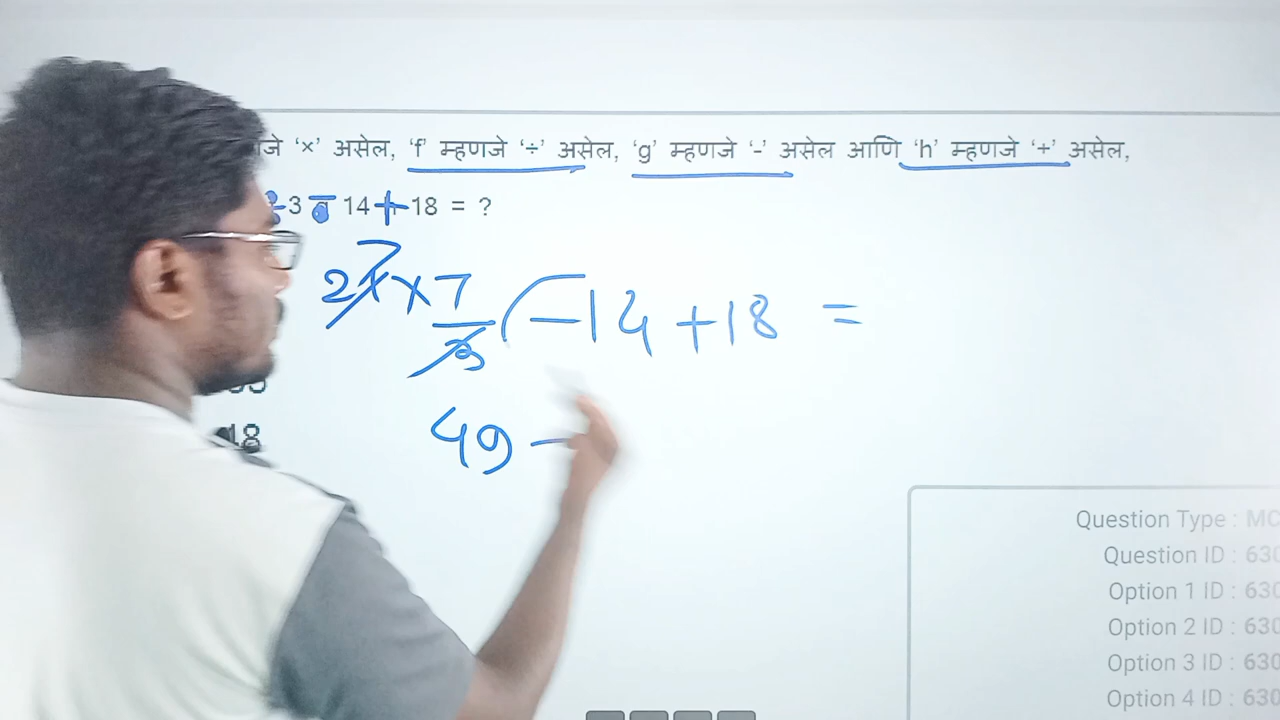 ‘×’ असेल, ‘f’ म्हणजे ‘÷’ असेल, ‘g’ म्हणजे ‘-’ असेल आणि ‘h’ म्हणजे ‘+’ असेल,
÷ 3 - 14 + 18 = ?
21 × 7 / 3 - 14 + 18 =
49 -
18
Question Type : MC
Question ID : 630
Option 1 ID : 630
Option 2 ID : 630
Option 3 ID : 630
Option 4 ID : 630